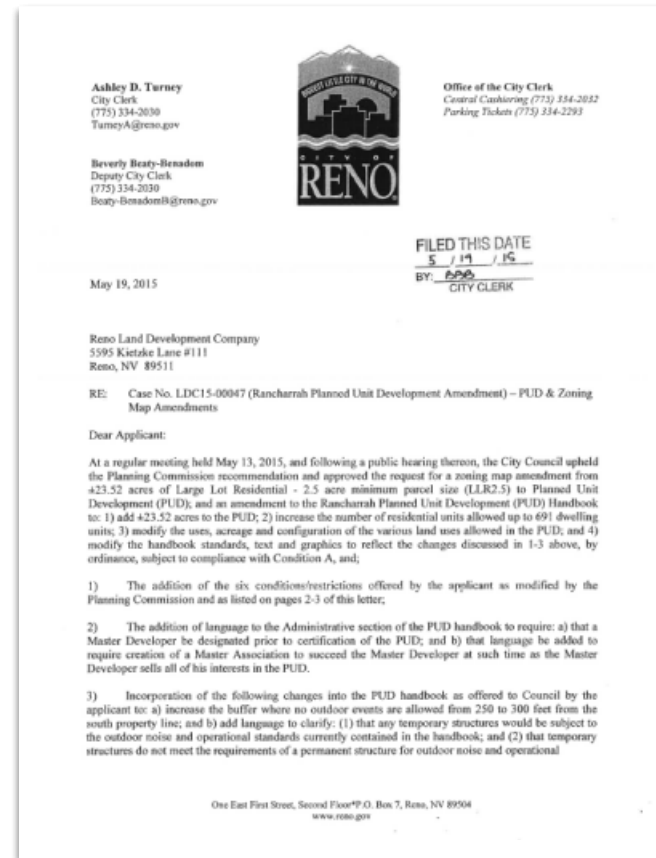 Ashley D. Turney
City Clerk
(775) 334-2030
TurneyA@reno.gov
Beverly Beaty-Benadom
Deputy City Clerk
(775) 334-2030
Beaty-BenadomB@reno.gov
BIGGEST LITTLE CITY IN THE WORLD
CITY OF
RENO
Office of the City Clerk
Central Cashiering (775) 334-2032
Parking Tickets (775) 334-2293
FILED THIS DATE
5 / 19 / 15
BY: BBB
CITY CLERK
May 19, 2015
Reno Land Development Company
5595 Kietzke Lane #111
Reno, NV 89511
RE: Case No. LDC15-00047 (Rancharrah Planned Unit Development Amendment) – PUD & Zoning
Map Amendments
Dear Applicant:
At a regular meeting held May 13, 2015, and following a public hearing thereon, the City Council upheld
the Planning Commission recommendation and approved the request for a zoning map amendment from
±23.52 acres of Large Lot Residential - 2.5 acre minimum parcel size (LLR2.5) to Planned Unit
Development (PUD); and an amendment to the Rancharrah Planned Unit Development (PUD) Handbook
to: 1) add ±23.52 acres to the PUD; 2) increase the number of residential units allowed up to 691 dwelling
units; 3) modify the uses, acreage and configuration of the various land uses allowed in the PUD; and 4)
modify the handbook standards, text and graphics to reflect the changes discussed in 1-3 above, by
ordinance, subject to compliance with Condition A, and;
1) The addition of the six conditions/restrictions offered by the applicant as modified by the
Planning Commission and as listed on pages 2-3 of this letter;
2) The addition of language to the Administrative section of the PUD handbook to require: a) that a
Master Developer be designated prior to certification of the PUD; and b) that language be added to
require creation of a Master Association to succeed the Master Developer at such time as the Master
Developer sells all of his interests in the PUD.
3) Incorporation of the following changes into the PUD handbook as offered to Council by the
applicant to: a) increase the buffer where no outdoor events are allowed from 250 to 300 feet from the
south property line; and b) add language to clarify: (1) that any temporary structures would be subject to
the outdoor noise and operational standards currently contained in the handbook; and (2) that temporary
structures do not meet the requirements of a permanent structure for outdoor noise and operational
One East First Street, Second Floor*P.O. Box 7, Reno, NV 89504
www.reno.gov